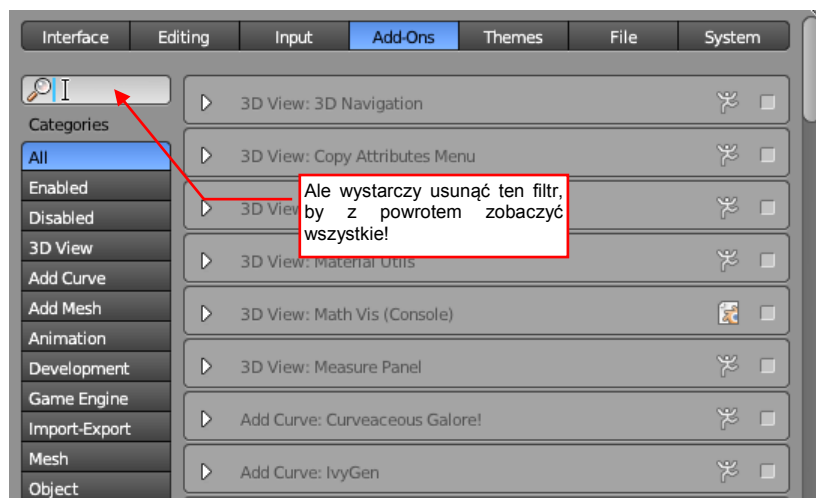 Interface Editing Input Add-Ons Themes File System
Categories
All
Enabled
Disabled
3D View
Add Curve
Add Mesh
Animation
Development
Game Engine
Import-Export
Mesh
Object
3D View: 3D Navigation
3D View: Copy Attributes Menu
3D View
3D View: Material Utils
3D View: Math Vis (Console)
3D View: Measure Panel
Add Curve: Curveaceous Galore!
Add Curve: IvyGen
Ale wystarczy usunąć ten filtr,
by z powrotem zobaczyć
wszystkie!